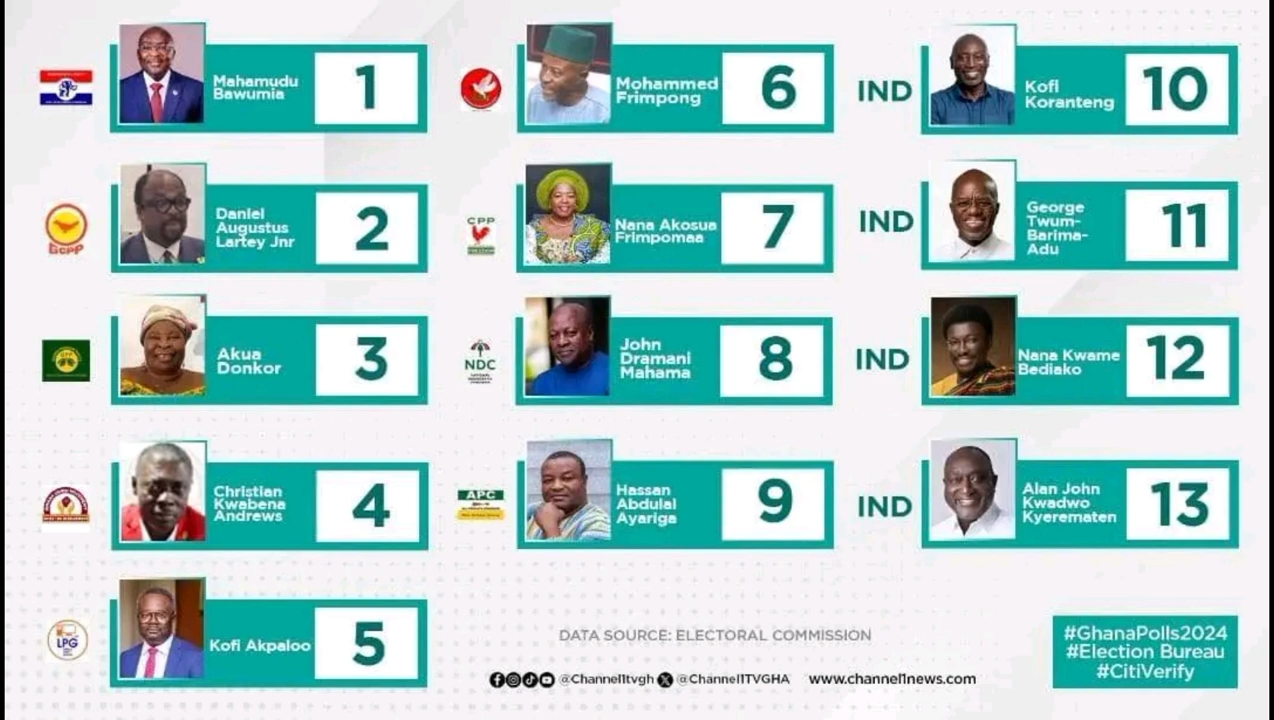 Mahamudu
Bawumia
1
GCPP
Daniel
Augustus
Lartey Jnr
2
Akua
Donkor
3
Christian
Kwabena
Andrews
4
LPG
Kofi Akpaloo
5
Mohammed
Frimpong
6
CPP
Nana Akosua
Frimpomaa
7
NDC
John
Dramani
Mahama
8
APC
Hassan
Abdulai
Ayariga
9
IND
Kofi
Koranteng
10
IND
George
Twum-
Barima-
Adu
11
IND
Nana Kwame
Bediako
12
IND
Alan John
Kwadwo
Kyerematen
13
DATA SOURCE: ELECTORAL COMMISSION
@Channel1tvgh @Channel1TVGHA www.channel1news.com
#GhanaPolls2024
#Election Bureau
#CitiVerify